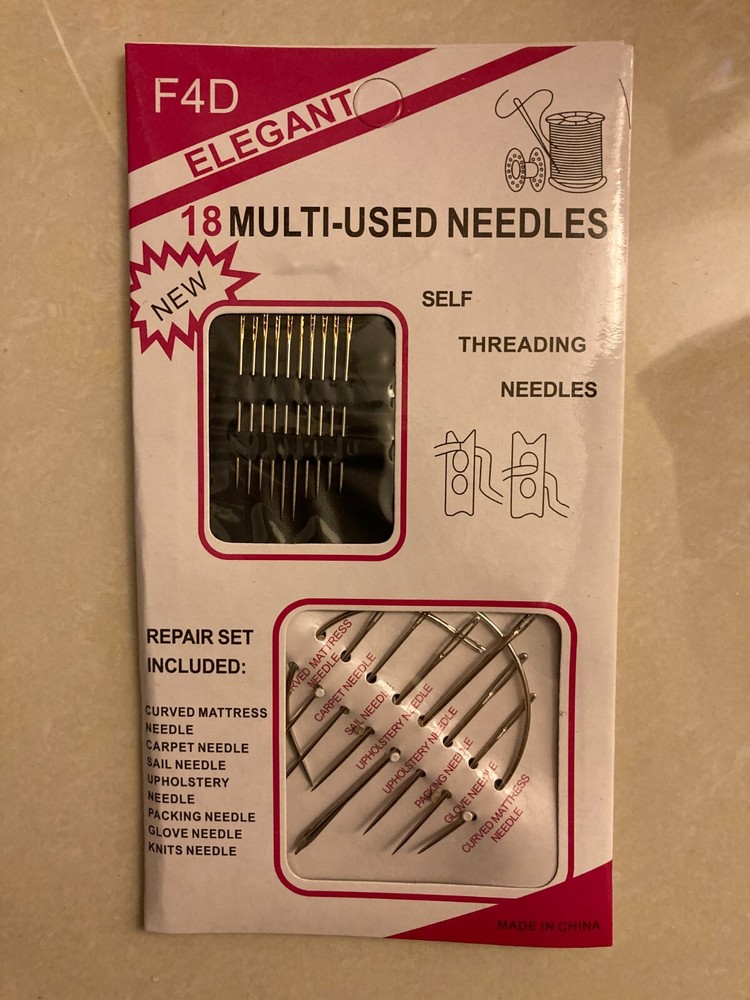 F4D
ELEGANT
18 MULTI-USED NEEDLES
NEW
SELF
THREADING
NEEDLES
REPAIR SET
INCLUDED:
CURVED MATTRESS
NEEDLE
CARPET NEEDLE
SAIL NEEDLE
UPHOLSTERY
NEEDLE
PACKING NEEDLE
GLOVE NEEDLE
KNITS NEEDLE
CURVED MATTRESS
NEEDLE
CARPET NEEDLE
SAIL NEEDLE
UPHOLSTERY NEEDLE
UPHOLSTERY NEEDLE
PACKING NEEDLE
GLOVE NEEDLE
CURVED MATTRESS
NEEDLE
MADE IN CHINA